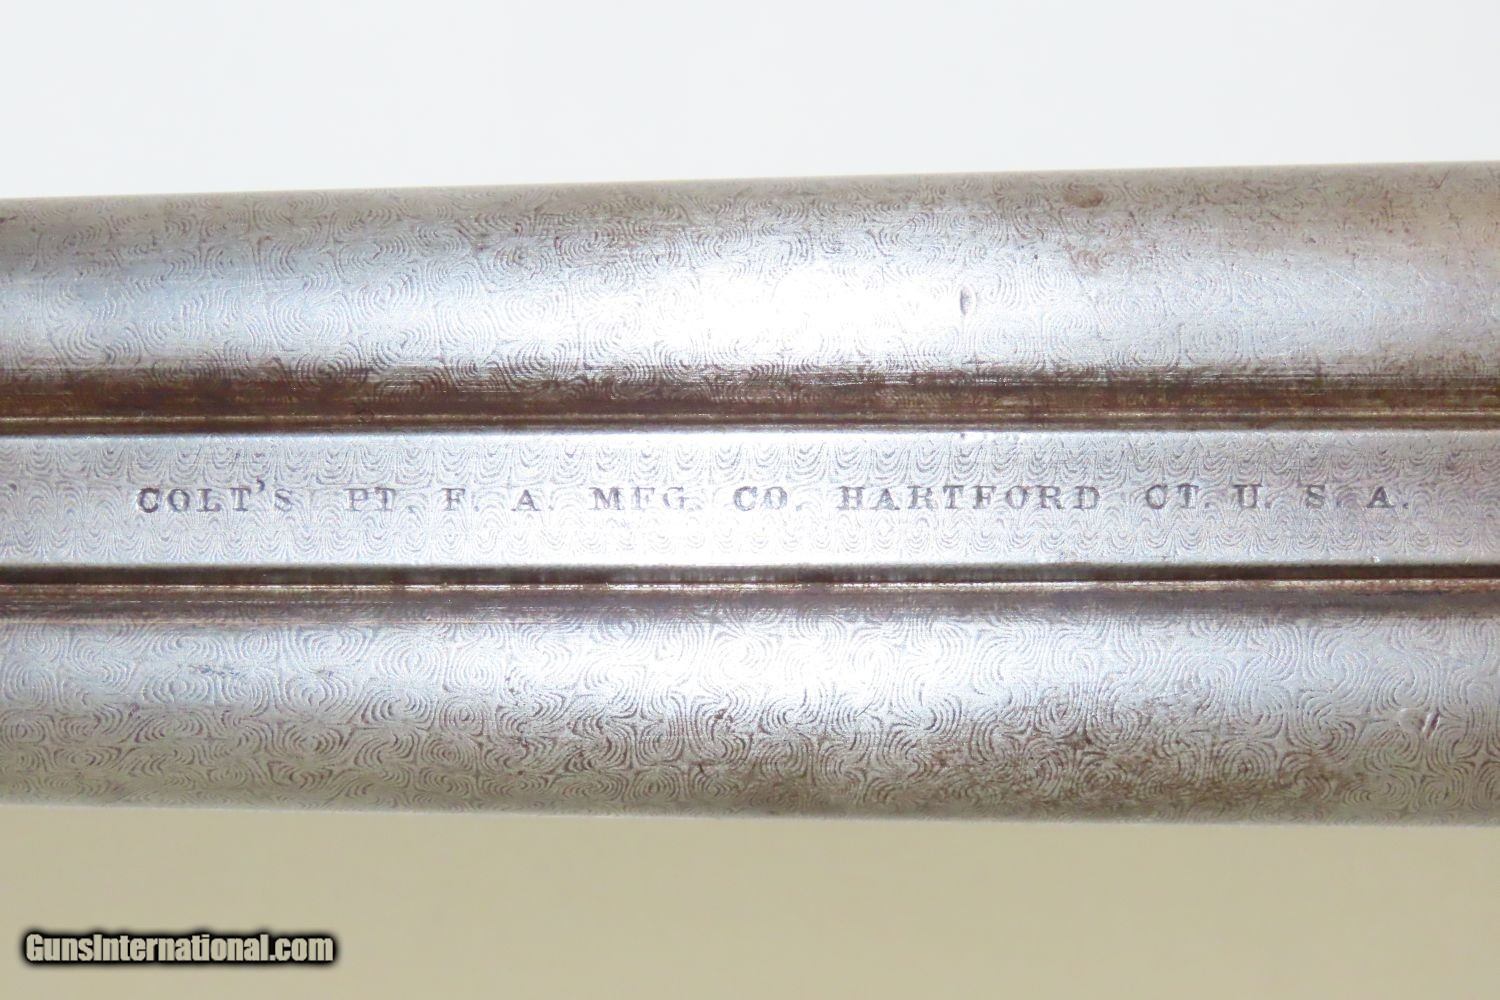 COLT'S PT. F. A. MFG. CO. HARTFORD CT. U. S. A.
GunsInternational.com